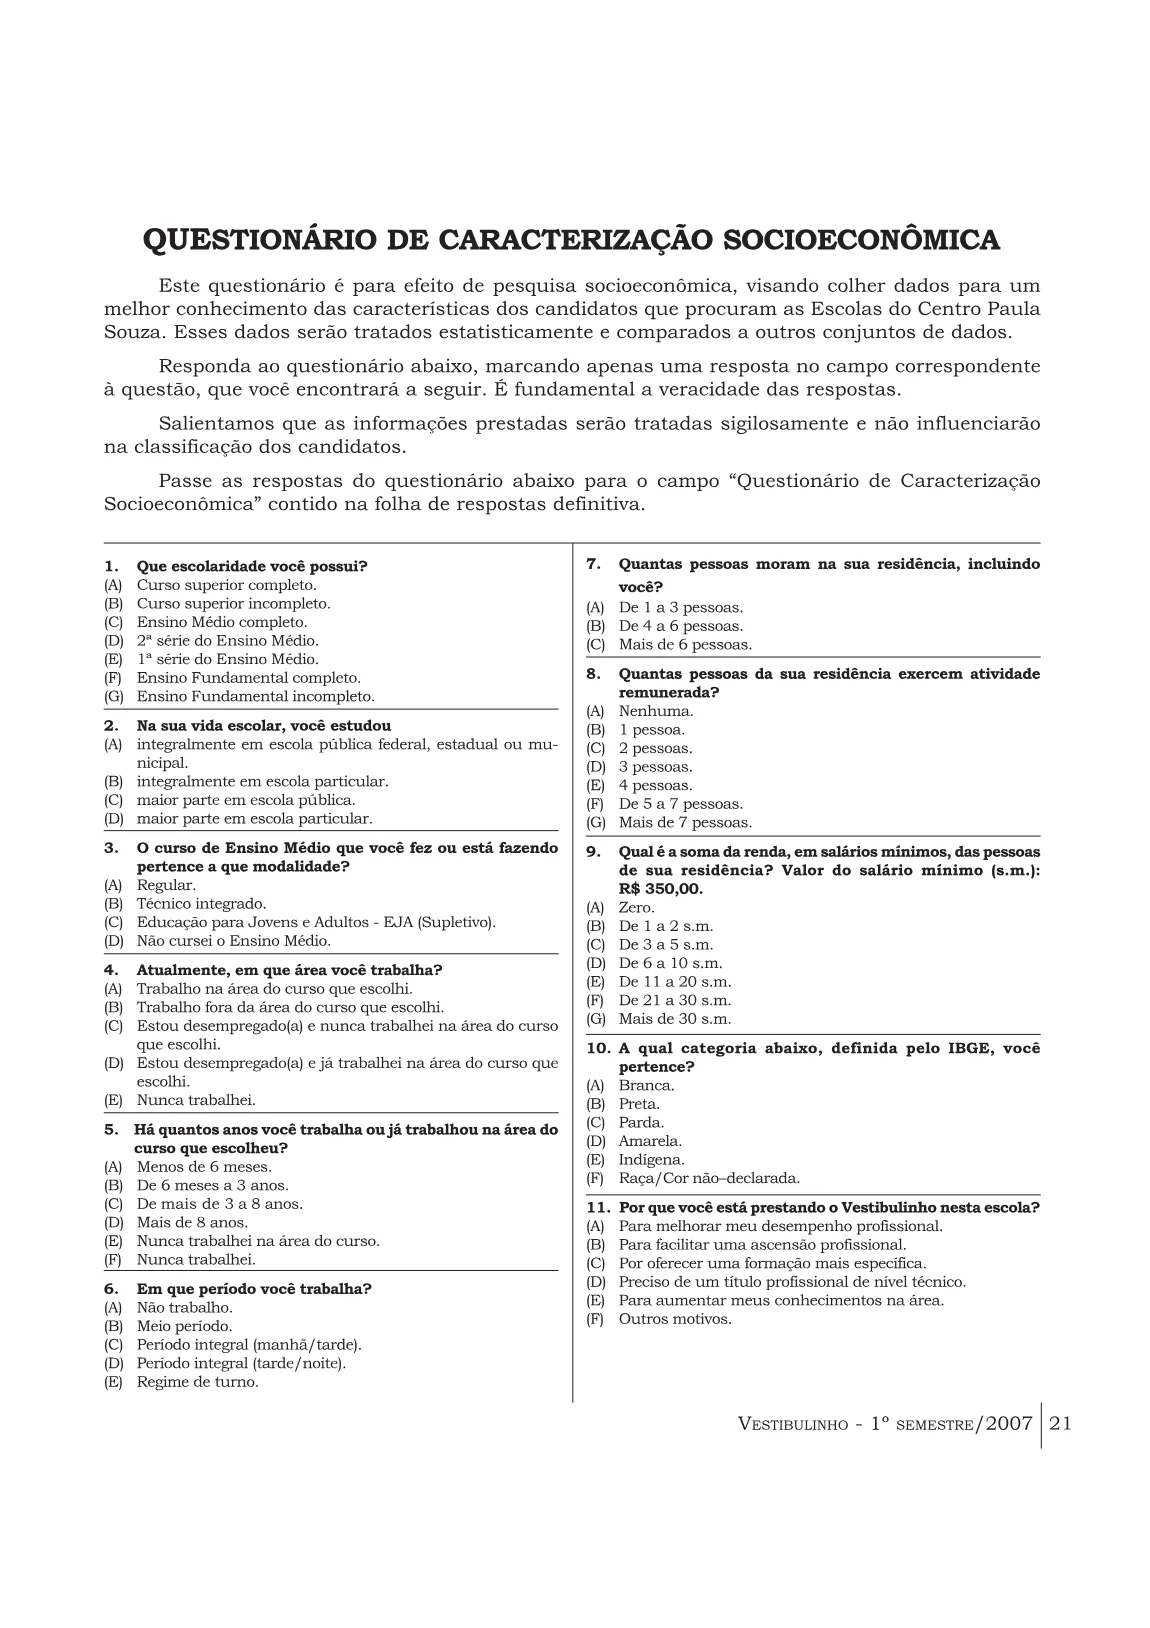 QUESTIONÁRIO DE CARACTERIZAÇÃO SOCIOECONÔMICA
Este questionário é para efeito de pesquisa socioeconômica, visando colher dados para um
melhor conhecimento das características dos candidatos que procuram as Escolas do Centro Paula
Souza. Esses dados serão tratados estatisticamente e comparados a outros conjuntos de dados.
Responda ao questionário abaixo, marcando apenas uma resposta no campo correspondente
à questão, que você encontrará a seguir. É fundamental a veracidade das respostas.
Salientamos que as informações prestadas serão tratadas sigilosamente e não influenciarão
na classificação dos candidatos.
Passe as respostas do questionário abaixo para o campo “Questionário de Caracterização
Socioeconômica” contido na folha de respostas definitiva.
1. Que escolaridade você possui?
(A) Curso superior completo.
(B) Curso superior incompleto.
(C) Ensino Médio completo.
(D) 2ª série do Ensino Médio.
(E) 1ª série do Ensino Médio.
(F) Ensino Fundamental completo.
(G) Ensino Fundamental incompleto.
2. Na sua vida escolar, você estudou
(A) integralmente em escola pública federal, estadual ou mu-
nicipal.
(B) integralmente em escola particular.
(C) maior parte em escola pública.
(D) maior parte em escola particular.
3. O curso de Ensino Médio que você fez ou está fazendo
pertence a que modalidade?
(A) Regular.
(B) Técnico integrado.
(C) Educação para Jovens e Adultos - EJA (Supletivo).
(D) Não cursei o Ensino Médio.
4. Atualmente, em que área você trabalha?
(A) Trabalho na área do curso que escolhi.
(B) Trabalho fora da área do curso que escolhi.
(C) Estou desempregado(a) e nunca trabalhei na área do curso
que escolhi.
(D) Estou desempregado(a) e já trabalhei na área do curso que
escolhi.
(E) Nunca trabalhei.
5. Há quantos anos você trabalha ou já trabalhou na área do
curso que escolheu?
(A) Menos de 6 meses.
(B) De 6 meses a 3 anos.
(C) De mais de 3 a 8 anos.
(D) Mais de 8 anos.
(E) Nunca trabalhei na área do curso.
(F) Nunca trabalhei.
6. Em que período você trabalha?
(A) Não trabalho.
(B) Meio período.
(C) Período integral (manhã/tarde).
(D) Período integral (tarde/noite).
(E) Regime de turno.
7. Quantas pessoas moram na sua residência, incluindo
você?
(A) De 1 a 3 pessoas.
(B) De 4 a 6 pessoas.
(C) Mais de 6 pessoas.
8. Quantas pessoas da sua residência exercem atividade
remunerada?
(A) Nenhuma.
(B) 1 pessoa.
(C) 2 pessoas.
(D) 3 pessoas.
(E) 4 pessoas.
(F) De 5 a 7 pessoas.
(G) Mais de 7 pessoas.
9. Qual é a soma da renda, em salários mínimos, das pessoas
de sua residência? Valor do salário mínimo (s.m.):
R$ 350,00.
(A) Zero.
(B) De 1 a 2 s.m.
(C) De 3 a 5 s.m.
(D) De 6 a 10 s.m.
(E) De 11 a 20 s.m.
(F) De 21 a 30 s.m.
(G) Mais de 30 s.m.
10. A qual categoria abaixo, definida pelo IBGE, você
pertence?
(A) Branca.
(B) Preta.
(C) Parda.
(D) Amarela.
(E) Indígena.
(F) Raça/Cor não–declarada.
11. Por que você está prestando o Vestibulinho nesta escola?
(A) Para melhorar meu desempenho profissional.
(B) Para facilitar uma ascensão profissional.
(C) Por oferecer uma formação mais específica.
(D) Preciso de um título profissional de nível técnico.
(E) Para aumentar meus conhecimentos na área.
(F) Outros motivos.
VESTIBULINHO - 1º SEMESTRE/2007 21